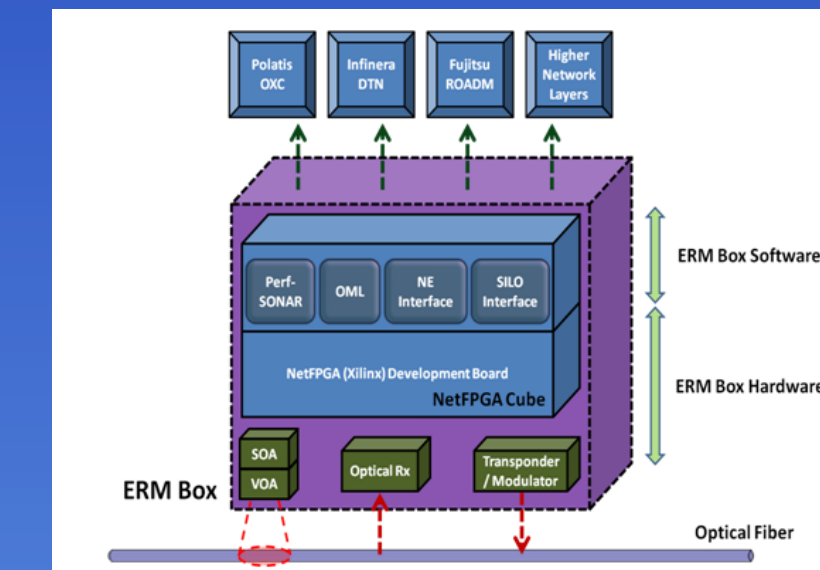 Polatis
OXC
Infinera
DTN
Fujitsu
ROADM
Higher
Network
Layers
ERM Box Software
Perf-
SONAR
OML
NE
Interface
SILO
Interface
NetFPGA (Xilinx) Development Board
NetFPGA Cube
ERM Box Hardware
SOA
VOA
Optical Rx
Transponder
/ Modulator
ERM Box
Optical Fiber